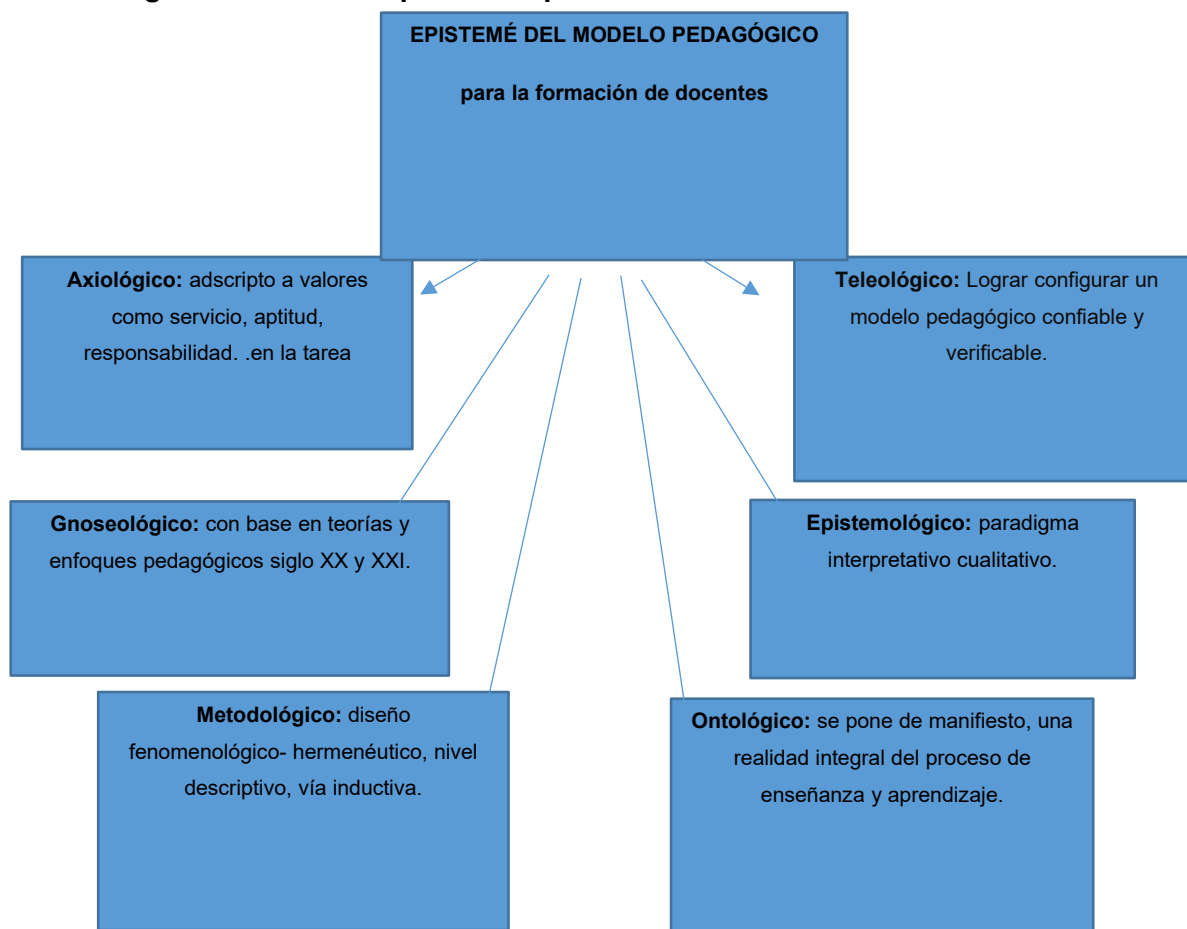 EPISTEMÉ DEL MODELO PEDAGÓGICO
para la formación de docentes
Axiológico: adscripto a valores
como servicio, aptitud,
responsabilidad. .en la tarea
Teleológico: Lograr configurar un
modelo pedagógico confiable y
verificable.
Gnoseológico: con base en teorías y
enfoques pedagógicos siglo XX y XXI.
Epistemológico: paradigma
interpretativo cualitativo.
Metodológico: diseño
fenomenológico- hermenéutico, nivel
descriptivo, vía inductiva.
Ontológico: se pone de manifiesto, una
realidad integral del proceso de
enseñanza y aprendizaje.